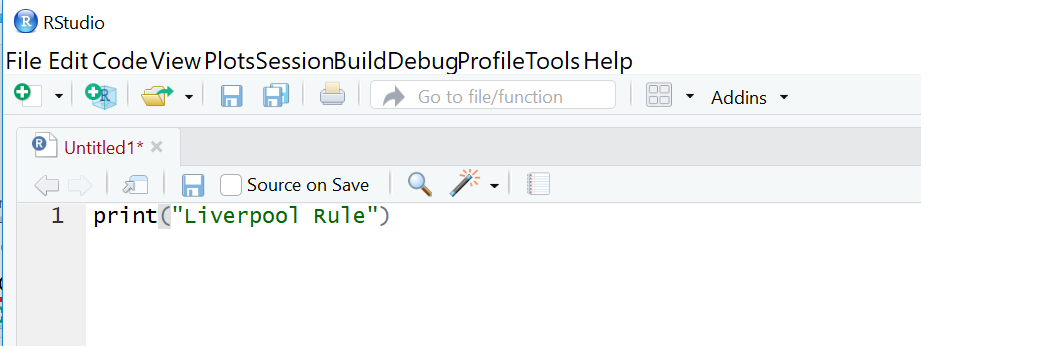 RStudio
File Edit Code View Plots Session Build Debug Profile Tools Help
Go to file/function Addins
Untitled1*
Source on Save
1 print("Liverpool Rule")